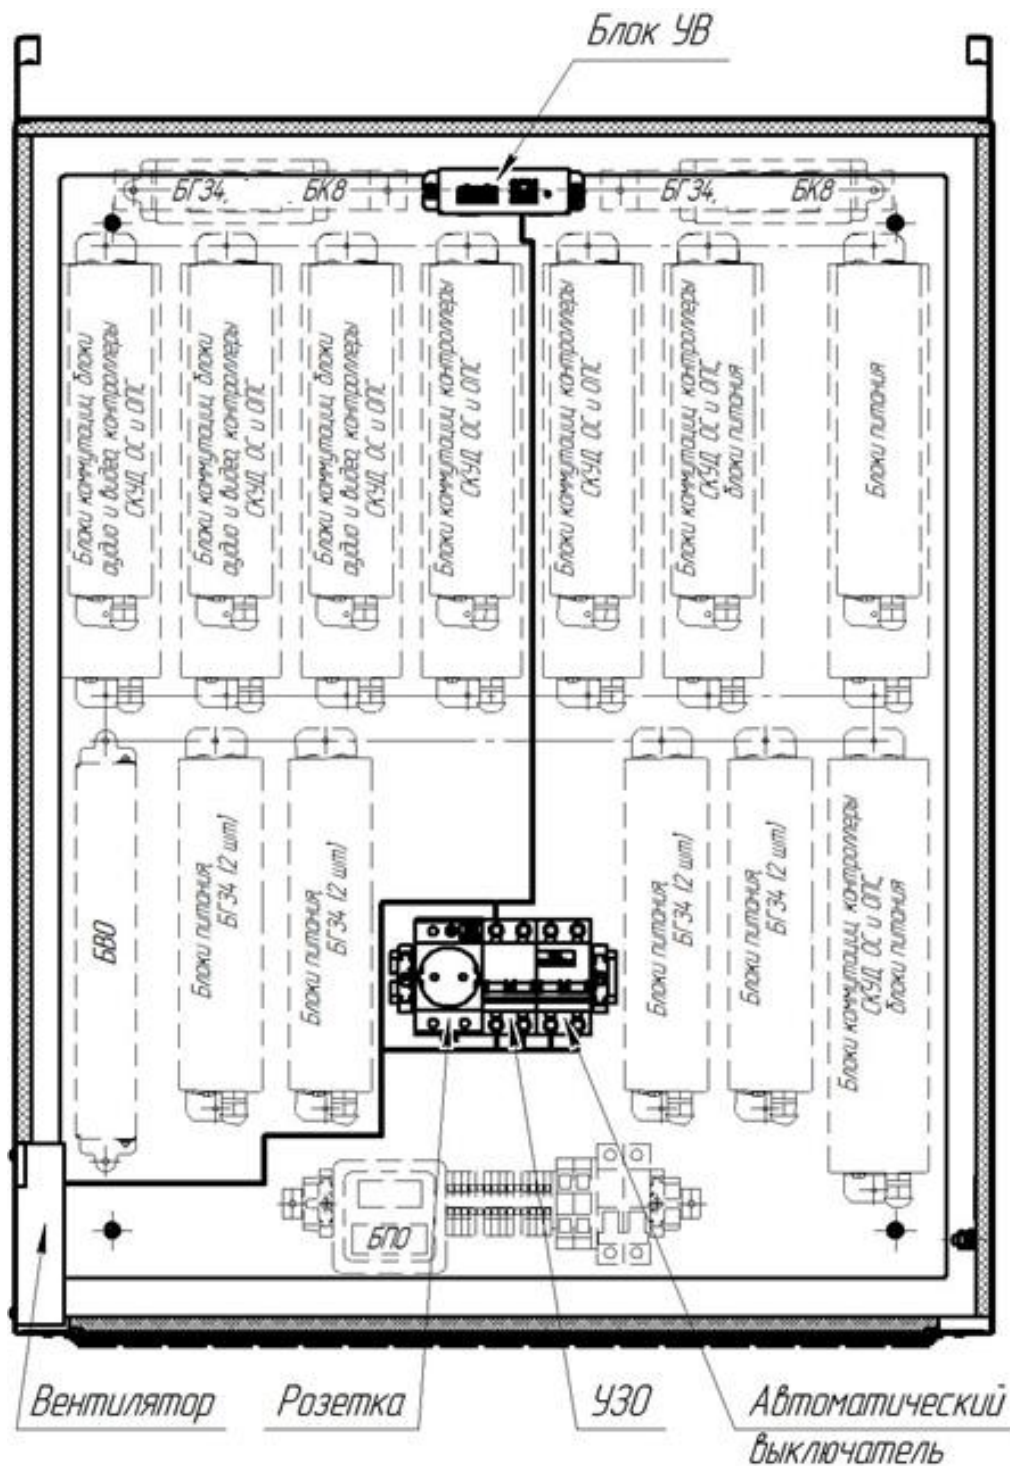 Блок УВ
БГЗ4, БК8
БГЗ4, БК8
Блоки коммутации, блоки
аудио и видео, контроллеры
СКУД, ОС и ОПС
Блоки коммутации, блоки
аудио и видео, контроллеры
СКУД, ОС и ОПС
Блоки коммутации, блоки
аудио и видео, контроллеры
СКУД, ОС и ОПС
Блоки коммутации, контроллеры
СКУД, ОС и ОПС
Блоки коммутации, контроллеры
СКУД, ОС и ОПС
Блоки коммутации, контроллеры
СКУД, ОС и ОПС,
блоки питания
Блоки питания
БВО
Блоки питания,
БГЗ4 (2 шт)
Блоки питания,
БГЗ4 (2 шт)
Блоки питания,
БГЗ4 (2 шт)
Блоки питания,
БГЗ4 (2 шт)
Блоки коммутации, контроллеры
СКУД, ОС и ОПС,
блоки питания
БПО
Вентилятор
Розетка
УЗО
Автоматический
выключатель